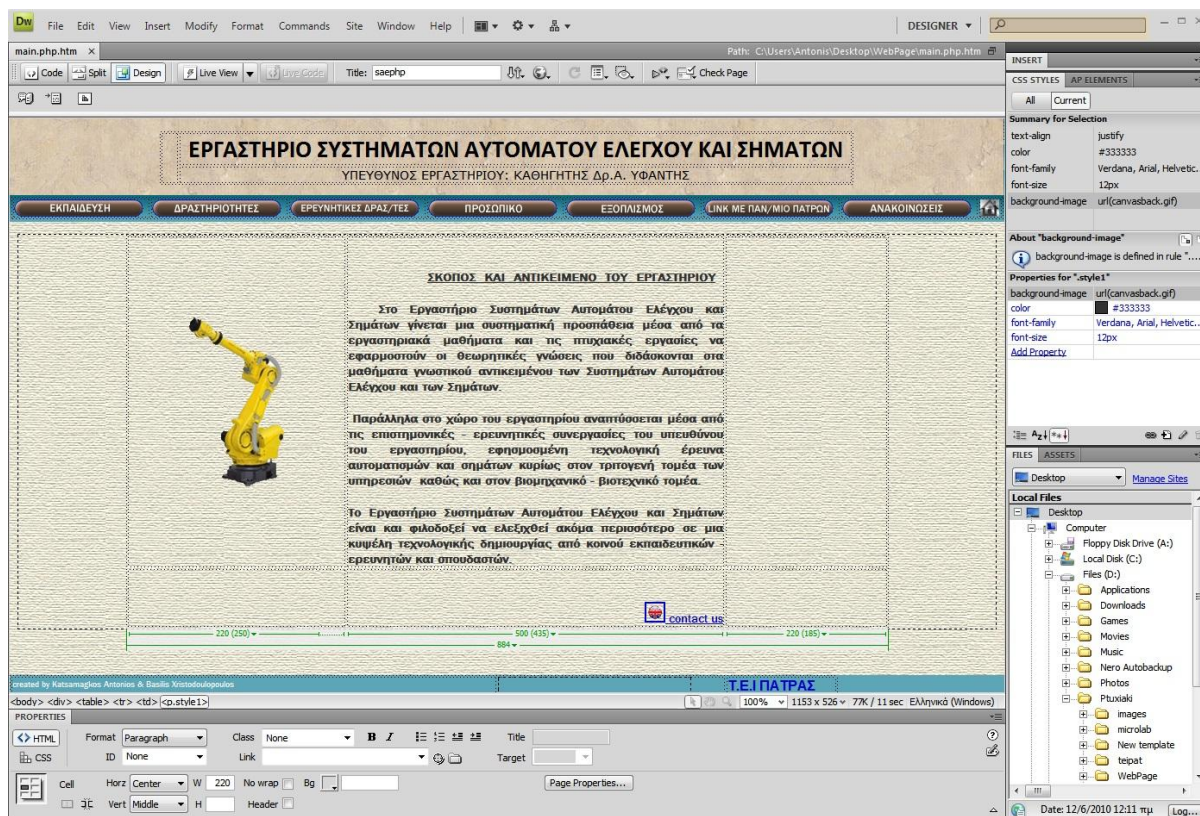 Dw File Edit View Insert Modify Format Commands Site Window Help DESIGNER
main.php.htm × Path: C:\Users\Antonis\Desktop\WebPage\main.php.htm
Code Split Design Live View Live Code Title: saephp Check Page
ΕΡΓΑΣΤΗΡΙΟ ΣΥΣΤΗΜΑΤΩΝ ΑΥΤΟΜΑΤΟΥ ΕΛΕΓΧΟΥ ΚΑΙ ΣΗΜΑΤΩΝ
ΥΠΕΥΘΥΝΟΣ ΕΡΓΑΣΤΗΡΙΟΥ: ΚΑΘΗΓΗΤΗΣ Δρ.Α. ΥΦΑΝΤΗΣ
ΕΚΠΑΙΔΕΥΣΗ ΔΡΑΣΤΗΡΙΟΤΗΤΕΣ ΕΡΕΥΝΗΤΙΚΕΣ ΔΡΑΣ/ΤΕΣ ΠΡΟΣΩΠΙΚΟ ΕΞΟΠΛΙΣΜΟΣ LINK ΜΕ ΠΑΝ/ΜΙΟ ΠΑΤΡΩΝ ΑΝΑΚΟΙΝΩΣΕΙΣ
ΣΚΟΠΟΣ ΚΑΙ ΑΝΤΙΚΕΙΜΕΝΟ ΤΟΥ ΕΡΓΑΣΤΗΡΙΟΥ
Στο Εργαστήριο Συστημάτων Αυτομάτου Ελέγχου και
Σημάτων γίνεται μια συστηματική προσπάθεια μέσα από τα
εργαστηριακά μαθήματα και τις πτυχιακές εργασίες να
εφαρμοστούν οι θεωρητικές γνώσεις που διδάσκονται στα
μαθήματα γνωστικού αντικειμένου των Συστημάτων Αυτομάτου
Ελέγχου και των Σημάτων.
Παράλληλα στο χώρο του εργαστηρίου αναπτύσσεται μέσα από
τις επιστημονικές - ερευνητικές συνεργασίες του υπευθύνου
του εργαστηρίου, εφησμοσμένη τεχνολογική έρευνα
αυτοματισμών και σημάτων κυρίως στον τριτογενή τομέα των
υπηρεσιών καθώς και στον βιομηχανικό - βιοτεχνικό τομέα.
Το Εργαστήριο Συστημάτων Αυτομάτου Ελέγχου και Σημάτων
είναι και φιλοδοξεί να ελεξιχθεί ακόμα περισσότερο σε μια
κυψέλη τεχνολογικής δημιουργίας από κοινού εκπαιδευτικών -
ερευνητών και σπουδαστών.
contact us
220 (250) 500 (435) 220 (185)
884
created by Katsamagkos Antonios & Basilis Xristodoulopoulos Τ.Ε.Ι ΠΑΤΡΑΣ
<body> <div> <table> <tr> <td> <p.style1> 100% 1153 x 526 77K / 11 sec Ελληνικά (Windows)
PROPERTIES
HTML Format Paragraph Class None B I Title
CSS ID None Link Target
Cell Horz Center W 220 No wrap Bg Page Properties...
Vert Middle H Header
INSERT
CSS STYLES AP ELEMENTS
All Current
Summary for Selection
text-align justify
color #333333
font-family Verdana, Arial, Helvetic.
font-size 12px
background-image url(canvasback.gif)
About "background-image"
background-image is defined in rule "....
Properties for ".style1"
background-image url(canvasback.gif)
color #333333
font-family Verdana, Arial, Helvetic...
font-size 12px
Add Property
FILES ASSETS
Desktop Manage Sites
Local Files
Desktop
Computer
Floppy Disk Drive (A:)
Local Disk (C:)
Files (D:)
Applications
Downloads
Games
Movies
Music
Nero Autobackup
Photos
Ptuxiaki
images
microlab
New template
teipat
WebPage
Date: 12/6/2010 12:11 πμ Log...